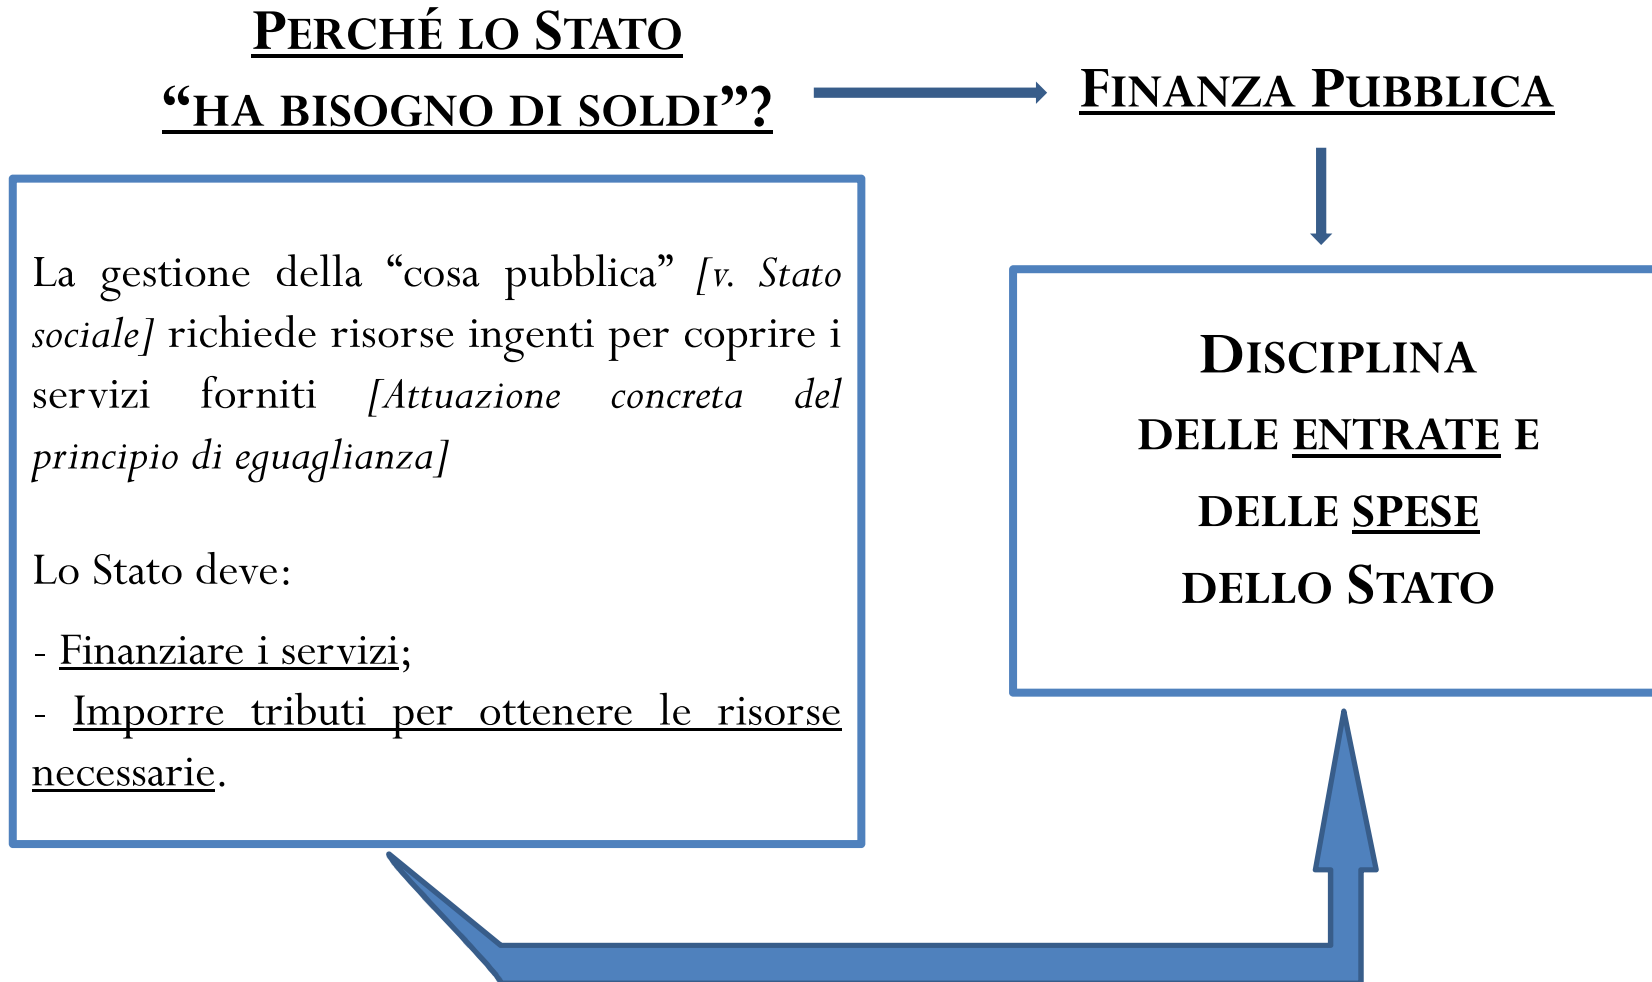 PERCHÉ LO STATO
“HA BISOGNO DI SOLDI”?
FINANZA PUBBLICA
La gestione della “cosa pubblica” [v. Stato
sociale] richiede risorse ingenti per coprire i
servizi forniti [Attuazione concreta del
principio di eguaglianza]
Lo Stato deve:
- Finanziare i servizi;
- Imporre tributi per ottenere le risorse
necessarie.
DISCIPLINA
DELLE ENTRATE E
DELLE SPESE
DELLO STATO